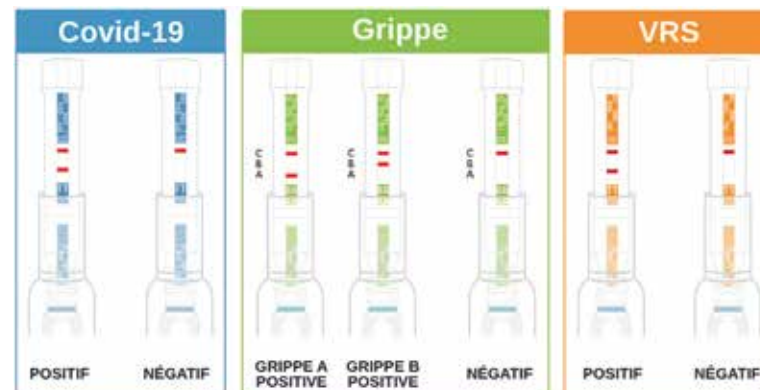 Covid-19
Grippe
VRS
C
B
A
C
B
A
C
B
A
POSITIF
NÉGATIF
GRIPPE A
POSITIVE
GRIPPE B
POSITIVE
NÉGATIF
POSITIF
NÉGATIF